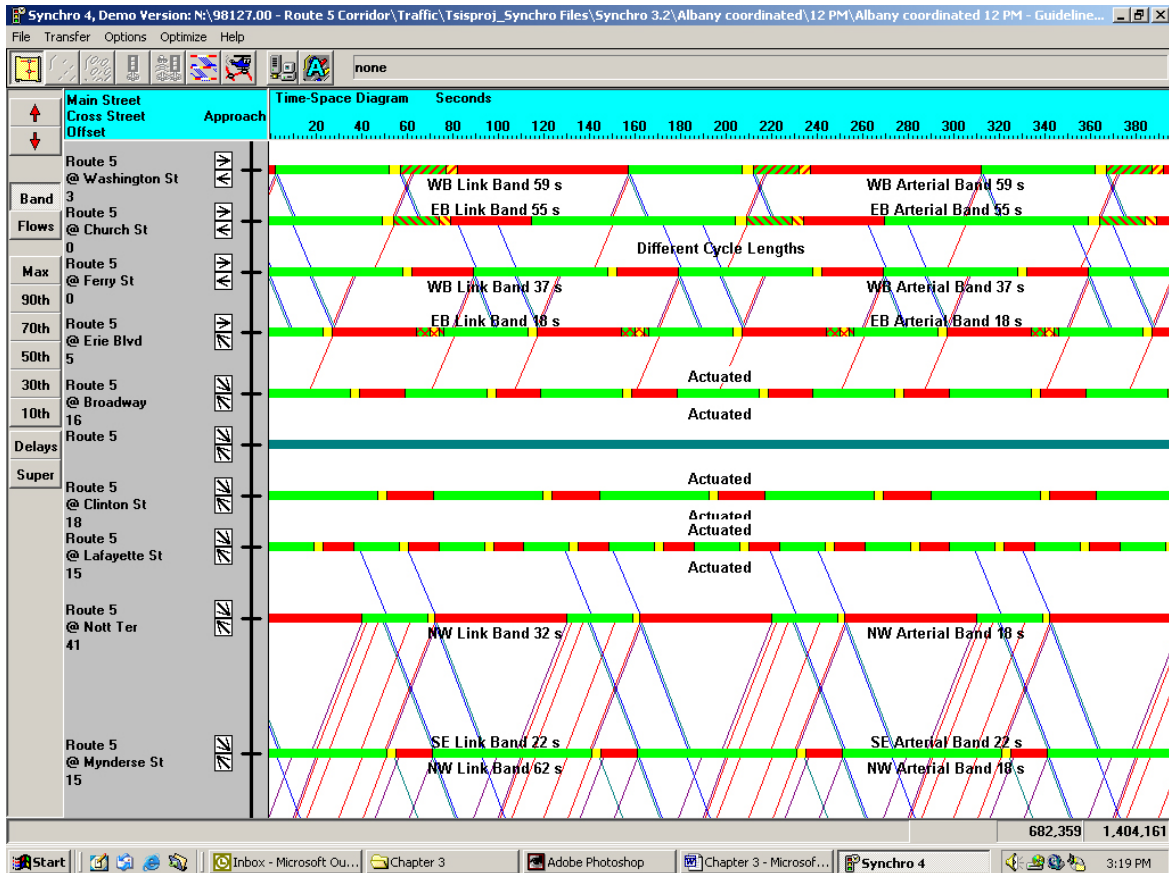 Synchro 4, Demo Version: N:\98127.00 - Route 5 Corridor\Traffic\Tsisproj_Synchro Files\Synchro 3.2\Albany coordinated\12 PM\Albany coordinated 12 PM - Guideline...
File Transfer Options Optimize Help
none
Main Street
Cross Street Approach
Offset
Time-Space Diagram Seconds
20 40 60 80 100 120 140 160 180 200 220 240 260 280 300 320 340 360 380
Band
Flows
Max
90th
70th
50th
30th
10th
Delays
Super
Route 5
@ Washington St
3
WB Link Band 59 s WB Arterial Band 59 s
EB Link Band 55 s EB Arterial Band 55 s
Route 5
@ Church St
0
Different Cycle Lengths
Route 5
@ Ferry St
0
WB Link Band 37 s WB Arterial Band 37 s
EB Link Band 18 s EB Arterial Band 18 s
Route 5
@ Erie Blvd
5
Actuated
Route 5
@ Broadway
16
Actuated
Route 5
Actuated
Route 5
@ Clinton St
18
Actuated
Actuated
Route 5
@ Lafayette St
15
Actuated
Route 5
@ Nott Ter
41
NW Link Band 32 s NW Arterial Band 18 s
SE Link Band 22 s SE Arterial Band 22 s
Route 5
@ Mynderse St
15
NW Link Band 62 s NW Arterial Band 18 s
682,359 1,404,161
Start Inbox - Microsoft Ou... Chapter 3 Adobe Photoshop Chapter 3 - Microsof... Synchro 4 3:19 PM